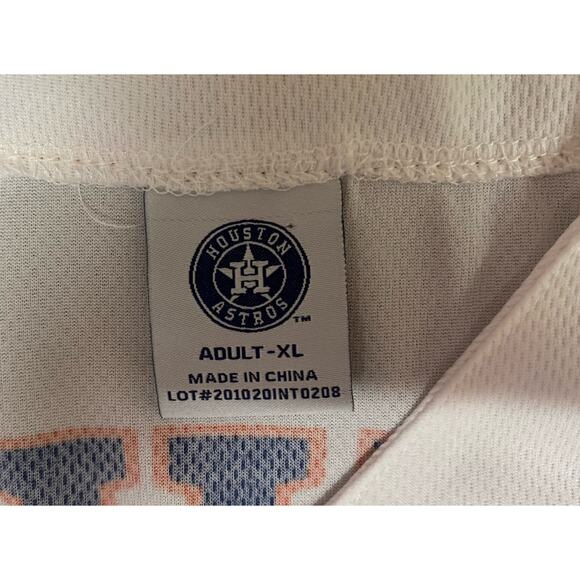 HOUSTON
H
ASTROS
™
ADULT-XL
MADE IN CHINA
LOT#201020INT0208